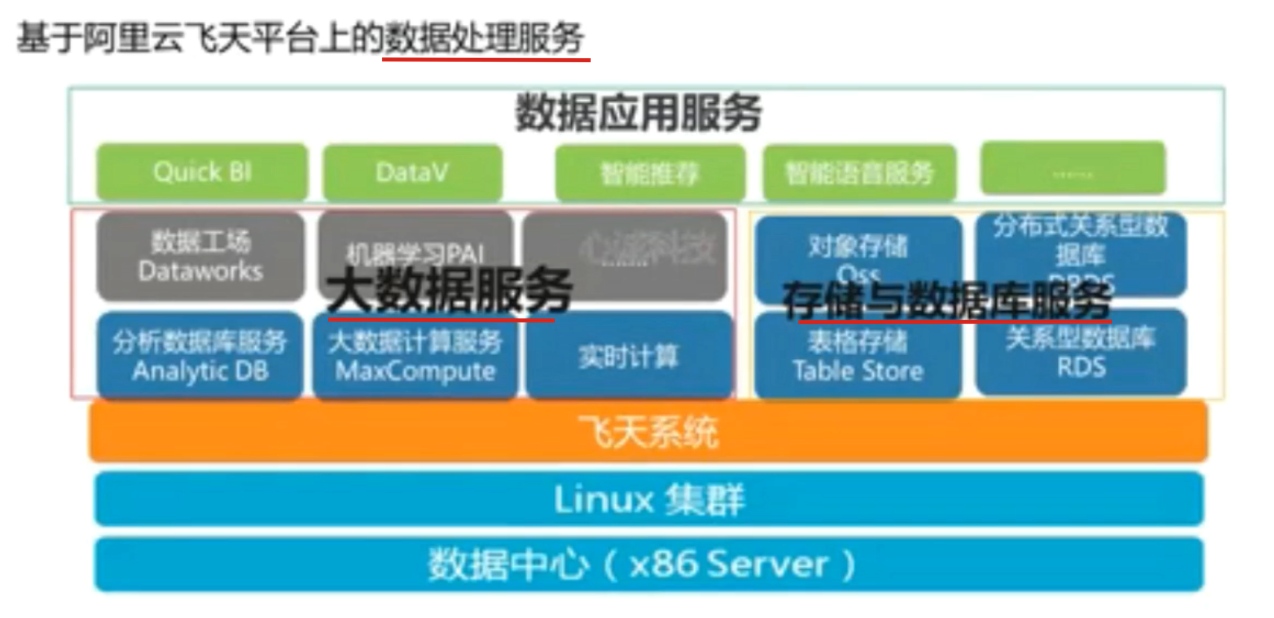 基于阿里云飞天平台上的数据处理服务
数据应用服务
Quick BI
DataV
智能推荐
智能语音服务
......
数据工场
Dataworks
机器学习PAI
.......
大数据服务
分析数据库服务
Analytic DB
大数据计算服务
MaxCompute
实时计算
对象存储
Oss
分布式关系型数
据库
DRDS
存储与数据库服务
表格存储
Table Store
关系型数据库
RDS
飞天系统
Linux 集群
数据中心（x86 Server）